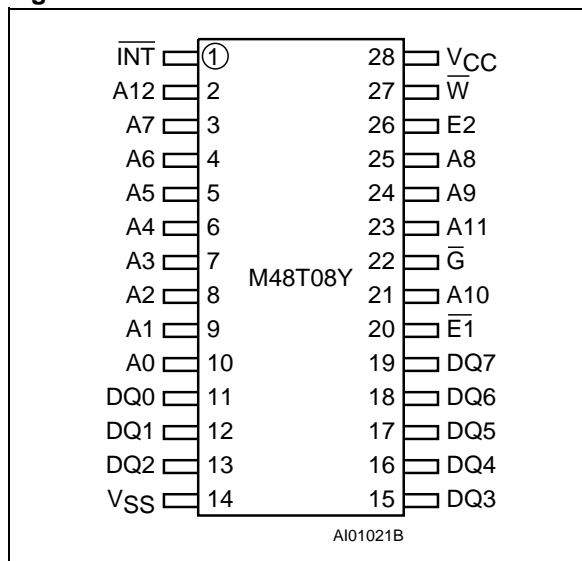 I̅N̅T̅ 1 28 VCC
A12 2 27 W̅
A7 3 26 E2
A6 4 25 A8
A5 5 24 A9
A4 6 23 A11
A3 7 22 G̅
M48T08Y
A2 8 21 A10
A1 9 20 E̅1̅
A0 10 19 DQ7
DQ0 11 18 DQ6
DQ1 12 17 DQ5
DQ2 13 16 DQ4
VSS 14 15 DQ3
AI01021B